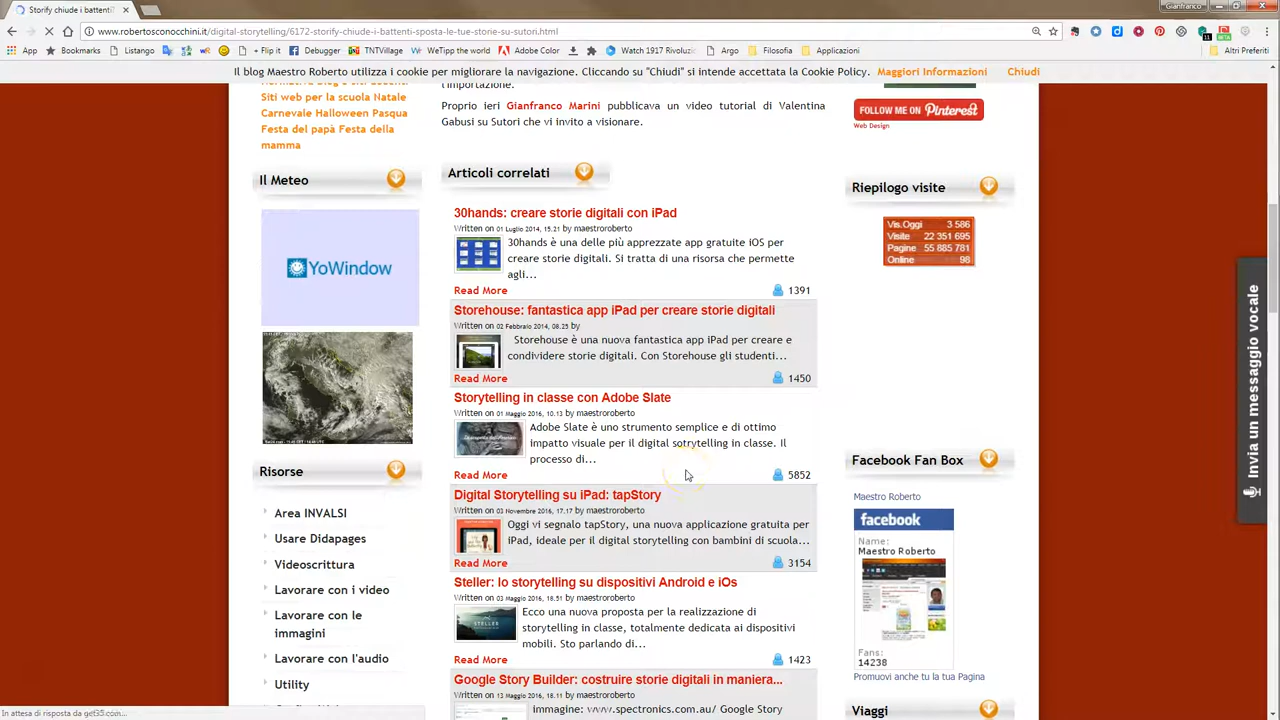 Storify chiude i battenti
Gianfranco
www.robertosconocchini.it/digital-storytelling/6172-storify-chiude-i-battenti-sposta-le-tue-storie-su-sutori.html
App
Listango
+ Flip it
Debugger
TNTVillage
WeTipp the world
Adobe Color
Watch 1917 Rivoluz
Argo
Filosofia
Applicazioni
Altri Preferiti
Il blog Maestro Roberto utilizza i cookie per migliorare la navigazione. Cliccando su "Chiudi" si intende accettata la Cookie Policy. Maggiori Informazioni Chiudi
Siti web per la scuola Natale
Carnevale Halloween Pasqua
Festa del papà Festa della
mamma
Il Meteo
YoWindow
Risorse
Area INVALSI
Usare Didapages
Videoscrittura
Lavorare con i video
Lavorare con le
immagini
Lavorare con l'audio
Utility
l'importazione.
Proprio ieri Gianfranco Marini pubblicava un video tutorial di Valentina
Gabusi su Sutori che vi invito a visionare.
Articoli correlati
30hands: creare storie digitali con iPad
Written on 01 Luglio 2014, 15.21 by maestroroberto
30hands è una delle più apprezzate app gratuite iOS per
creare storie digitali. Si tratta di una risorsa che permette
agli...
Read More 1391
Storehouse: fantastica app iPad per creare storie digitali
Written on 02 Febbraio 2014, 08.25 by
Storehouse è una nuova fantastica app iPad per creare e
condividere storie digitali. Con Storehouse gli studenti...
Read More 1450
Storytelling in classe con Adobe Slate
Written on 01 Maggio 2016, 10.13 by maestroroberto
Adobe Slate è uno strumento semplice e di ottimo
impatto visuale per il digital storytelling in classe. Il
processo di...
Read More 5852
Digital Storytelling su iPad: tapStory
Written on 03 Novembre 2016, 17.17 by maestroroberto
Oggi vi segnalo tapStory, una nuova applicazione gratuita per
iPad, ideale per il digital storytelling con bambini di scuola...
Read More 3154
Steller: lo storytelling su dispositivi Android e iOs
Written on 03 Maggio 2016, 18.51 by maestroroberto
Ecco una nuova proposta per la realizzazione di
storytelling in classe, totalmente dedicata ai dispositivi
mobili. Sto parlando di...
Read More 1423
Google Story Builder: costruire storie digitali in maniera...
Written on 13 Maggio 2016, 18.11 by maestroroberto
immagine: www.spectronics.com.au/ Google Story
FOLLOW ME ON Pinterest
Web Design
Riepilogo visite
Vis.Oggi 3 586
Visite 22 351 695
Pagine 55 885 781
Online 98
Facebook Fan Box
Maestro Roberto
facebook
Name:
Maestro Roberto
Fans:
14238
Promuovi anche tu la tua Pagina
Viaggi
Invia un messaggio vocale
In attesa di risposta da get35.com...